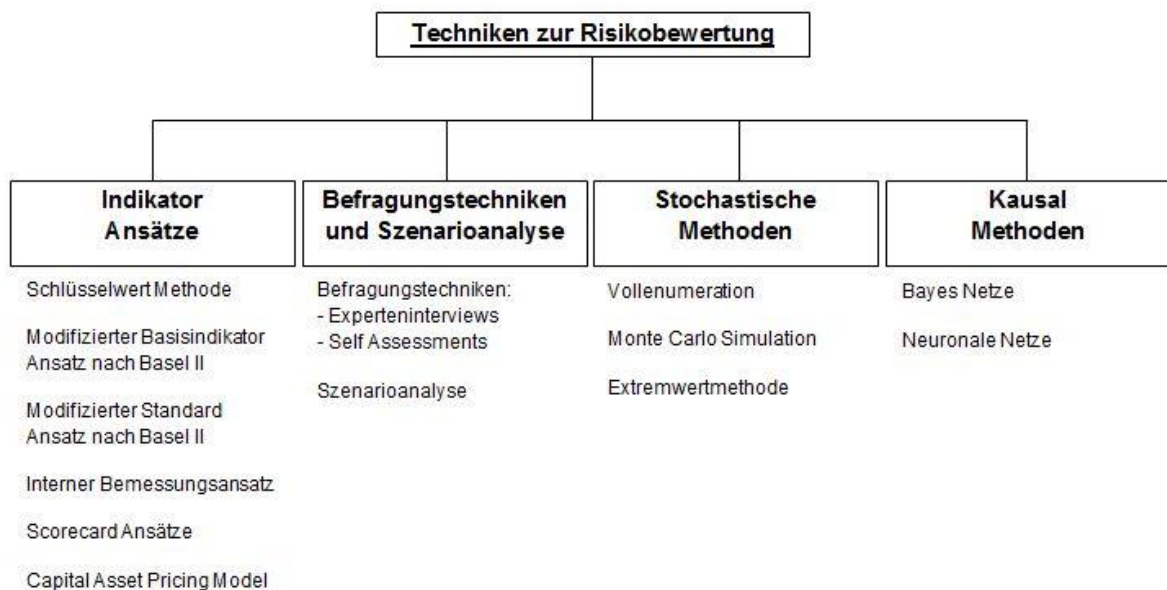 Techniken zur Risikobewertung
Indikator
Ansätze
Schlüsselwert Methode
Modifizierter Basisindikator
Ansatz nach Basel II
Modifizierter Standard
Ansatz nach Basel II
Interner Bemessungsansatz
Scorecard Ansätze
Capital Asset Pricing Model
Befragungstechniken
und Szenarioanalyse
Befragungstechniken:
- Experteninterviews
- Self Assessments
Szenarioanalyse
Stochastische
Methoden
Vollenumeration
Monte Carlo Simulation
Extremwertmethode
Kausal
Methoden
Bayes Netze
Neuronale Netze